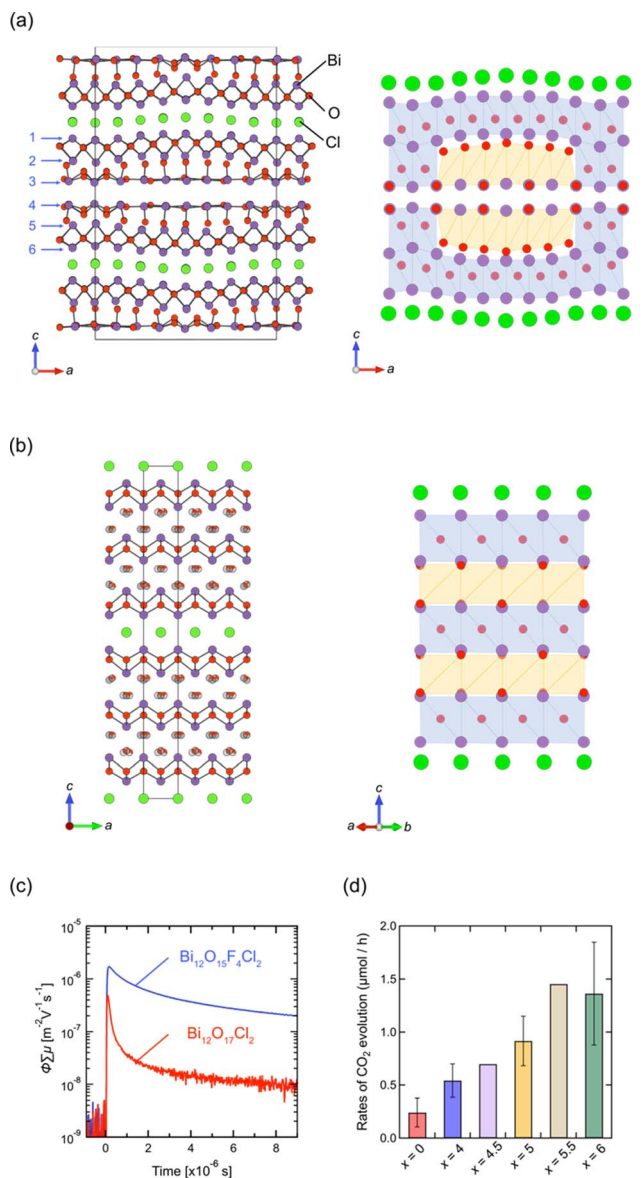 (a)
Bi
O
Cl
1
2
3
4
5
6
c
a
c
a
(b)
c
a
c
a
b
(c)
10⁻⁵
10⁻⁶
10⁻⁷
10⁻⁸
10⁻⁹
Φ∑μ [m⁻²V⁻¹s⁻¹]
Bi₁₂O₁₅F₄Cl₂
Bi₁₂O₁₇Cl₂
0
2
4
6
8
Time [x10⁻⁶ s]
(d)
2.0
1.5
1.0
0.5
0.0
Rates of CO₂ evolution (μmol / h)
x = 0
x = 4
x = 4.5
x = 5
x = 5.5
x = 6